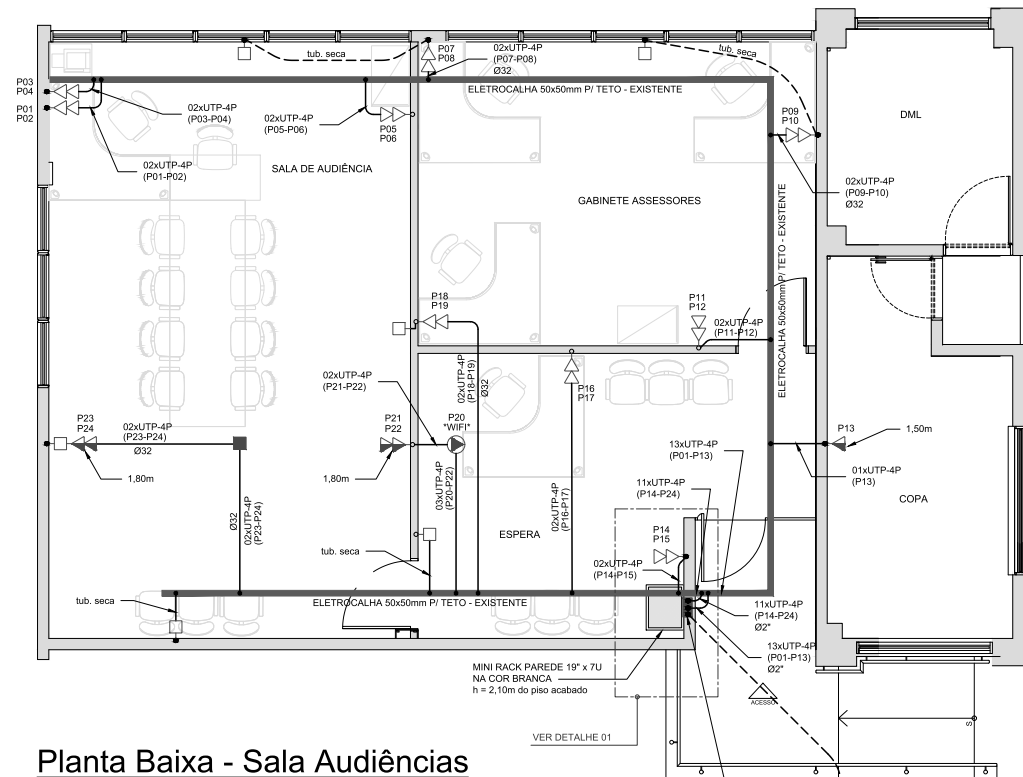 tub. seca
P07
P08
02xUTP-4P
(P07-P08)
Ø32
tub. seca
P03
P04
P01
P02
02xUTP-4P
(P03-P04)
02xUTP-4P
(P05-P06)
P05
P06
ELETROCALHA 50x50mm P/ TETO - EXISTENTE
P09
P10
DML
02xUTP-4P
(P01-P02)
SALA DE AUDIÊNCIA
GABINETE ASSESSORES
02xUTP-4P
(P09-P10)
Ø32
ELETROCALHA 50x50mm P/ TETO - EXISTENTE
P18
P19
P11
P12
02xUTP-4P
(P11-P12)
02xUTP-4P
(P21-P22)
02xUTP-4P
(P18-P19)
Ø32
P16
P17
P23
P24
02xUTP-4P
(P23-P24)
Ø32
P21
P22
P20
*WIFI*
13xUTP-4P
(P01-P13)
P13
1,50m
1,80m
1,80m
03xUTP-4P
(P20-P22)
11xUTP-4P
(P14-P24)
01xUTP-4P
(P13)
COPA
Ø32
02xUTP-4P
(P23-P24)
02xUTP-4P
(P16-P17)
ESPERA
P14
P15
tub. seca
02xUTP-4P
(P14-P15)
tub. seca
ELETROCALHA 50x50mm P/ TETO - EXISTENTE
11xUTP-4P
(P14-P24)
Ø2"
13xUTP-4P
(P01-P13)
Ø2"
MINI RACK PAREDE 19" x 7U
NA COR BRANCA
h = 2,10m do piso acabado
ACESSO
S
VER DETALHE 01
Planta Baixa - Sala Audiências